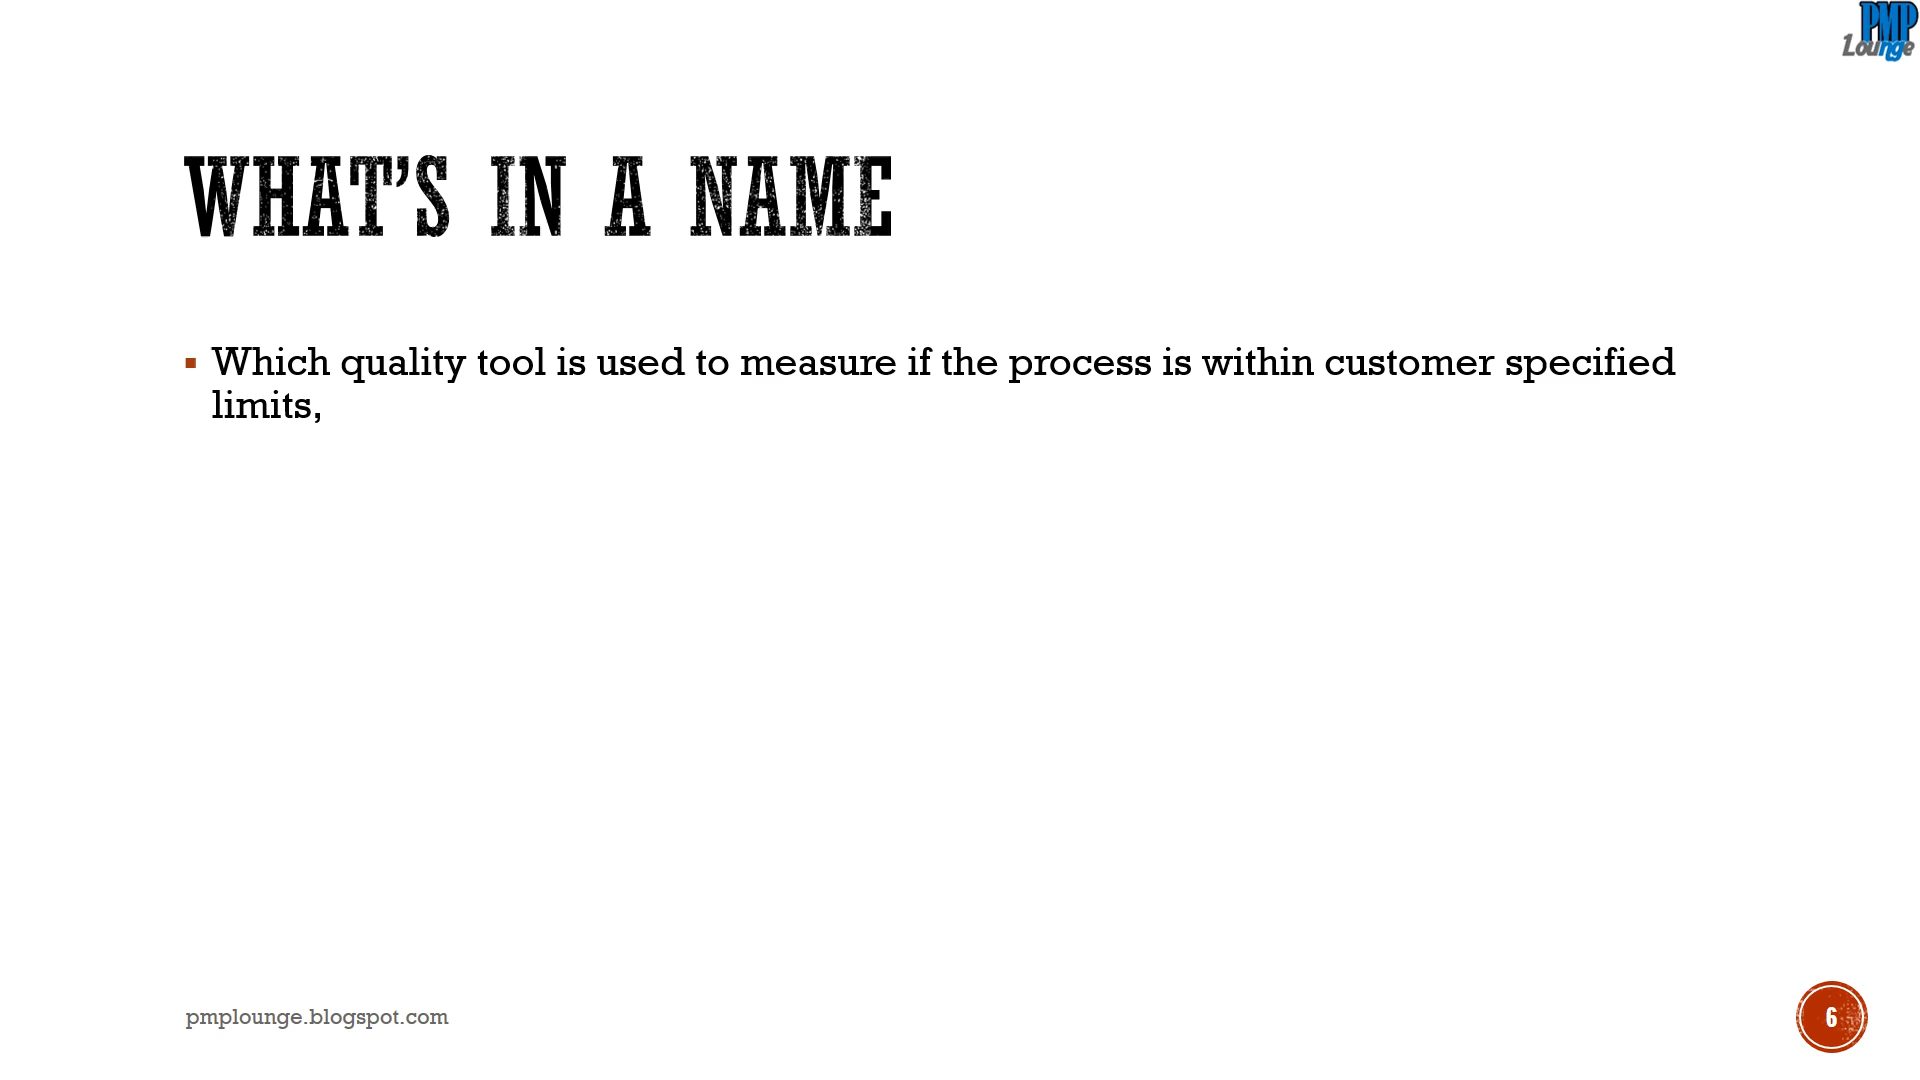 PMP
Lounge
WHAT'S IN A NAME
▪ Which quality tool is used to measure if the process is within customer specified
limits,
pmplounge.blogspot.com
6